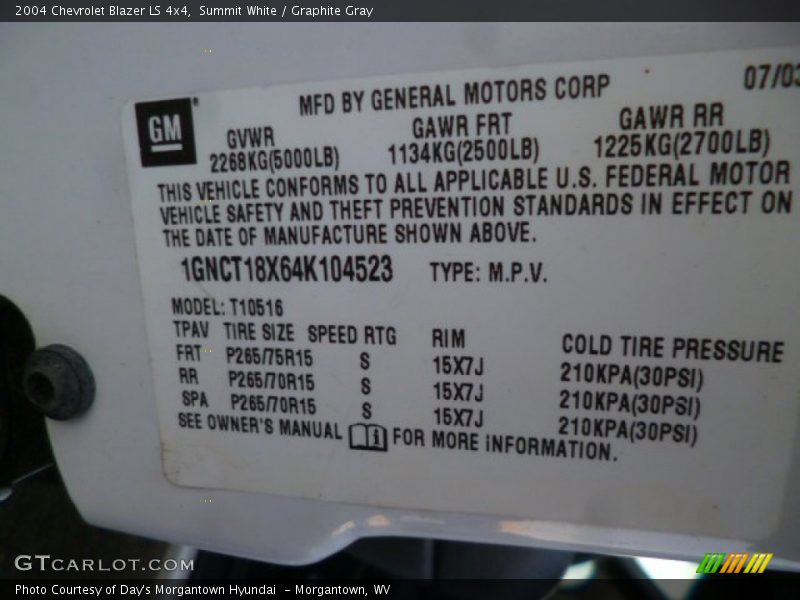 2004 Chevrolet Blazer LS 4x4,  Summit White / Graphite Gray
GM
MFD BY GENERAL MOTORS CORP 07/03
GVWR GAWR FRT GAWR RR
2268KG(5000LB) 1134KG(2500LB) 1225KG(2700LB)
THIS VEHICLE CONFORMS TO ALL APPLICABLE U.S. FEDERAL MOTOR
VEHICLE SAFETY AND THEFT PREVENTION STANDARDS IN EFFECT ON
THE DATE OF MANUFACTURE SHOWN ABOVE.
1GNCT18X64K104523 TYPE: M.P.V.
MODEL: T10516
TPAV TIRE SIZE SPEED RTG RIM COLD TIRE PRESSURE
FRT P265/75R15 S 15X7J 210KPA(30PSI)
RR P265/70R15 S 15X7J 210KPA(30PSI)
SPA P265/70R15 S 15X7J 210KPA(30PSI)
SEE OWNER'S MANUAL FOR MORE INFORMATION.
GTCARLOT.COM
Photo Courtesy of Day's Morgantown Hyundai  - Morgantown, WV